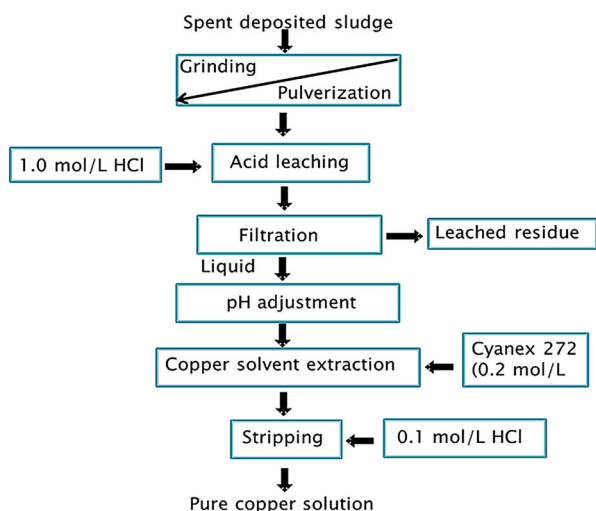 Spent deposited sludge
Grinding
Pulverization
1.0 mol/L HCl
Acid leaching
Filtration
Leached residue
Liquid
pH adjustment
Copper solvent extraction
Cyanex 272
(0.2 mol/L
Stripping
0.1 mol/L HCl
Pure copper solution